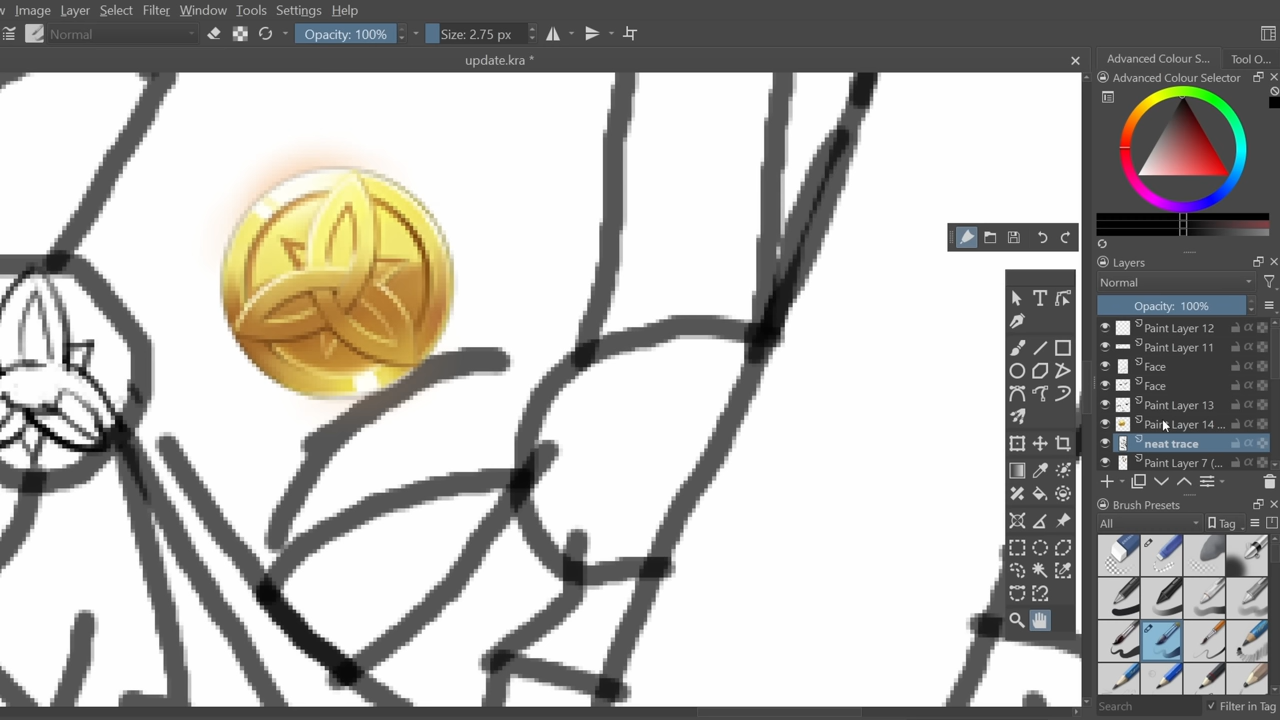 Image Layer Select Filter Window Tools Settings Help
Normal Opacity: 100% Size: 2.75 px
update.kra *
Advanced Colour S... Tool O...
Advanced Colour Selector
Layers
Normal
Opacity: 100%
Paint Layer 12
Paint Layer 11
Face
Face
Paint Layer 13
Paint Layer 14 ...
neat trace
Paint Layer 7 (...
Brush Presets
All Tag
Search Filter in Tag